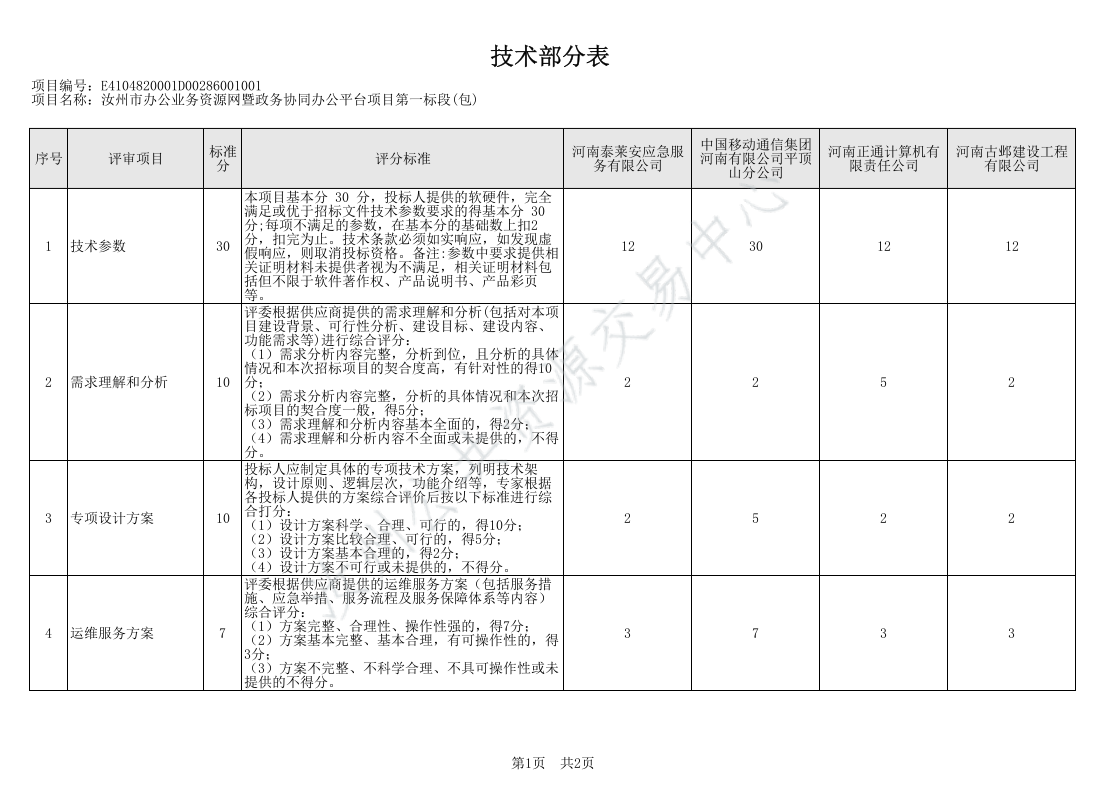 技术部分表
项目编号：E4104820001D00286001001
项目名称：汝州市办公业务资源网暨政务协同办公平台项目第一标段(包)
序号
评审项目
标准
分
评分标准
河南泰莱安应急服
务有限公司
中国移动通信集团
河南有限公司平顶
山分公司
河南正通计算机有
限责任公司
河南古邺建设工程
有限公司
1
技术参数
30
本项目基本分 30 分，投标人提供的软硬件，完全
满足或优于招标文件技术参数要求的得基本分 30
分;每项不满足的参数，在基本分的基础数上扣2
分，扣完为止。技术条款必须如实响应，如发现虚
假响应，则取消投标资格。备注:参数中要求提供相
关证明材料未提供者视为不满足，相关证明材料包
括但不限于软件著作权、产品说明书、产品彩页
等。
12
30
12
12
2
需求理解和分析
10
评委根据供应商提供的需求理解和分析(包括对本项
目建设背景、可行性分析、建设目标、建设内容、
功能需求等)进行综合评分：
（1）需求分析内容完整，分析到位，且分析的具体
情况和本次招标项目的契合度高，有针对性的得10
分；
（2）需求分析内容完整，分析的具体情况和本次招
标项目的契合度一般，得5分；
（3）需求理解和分析内容基本全面的，得2分；
（4）需求理解和分析内容不全面或未提供的，不得
分。
2
2
5
2
3
专项设计方案
10
投标人应制定具体的专项技术方案，列明技术架
构，设计原则、逻辑层次，功能介绍等，专家根据
各投标人提供的方案综合评价后按以下标准进行综
合打分：
（1）设计方案科学、合理、可行的，得10分；
（2）设计方案比较合理、可行的，得5分；
（3）设计方案基本合理的，得2分；
（4）设计方案不可行或未提供的，不得分。
2
5
2
2
4
运维服务方案
7
评委根据供应商提供的运维服务方案（包括服务措
施、应急举措、服务流程及服务保障体系等内容）
综合评分：
（1）方案完整、合理性、操作性强的，得7分；
（2）方案基本完整、基本合理，有可操作性的，得
3分；
（3）方案不完整、不科学合理、不具可操作性或未
提供的不得分。
3
7
3
3
汝州公共资源交易中心
第1页 共2页